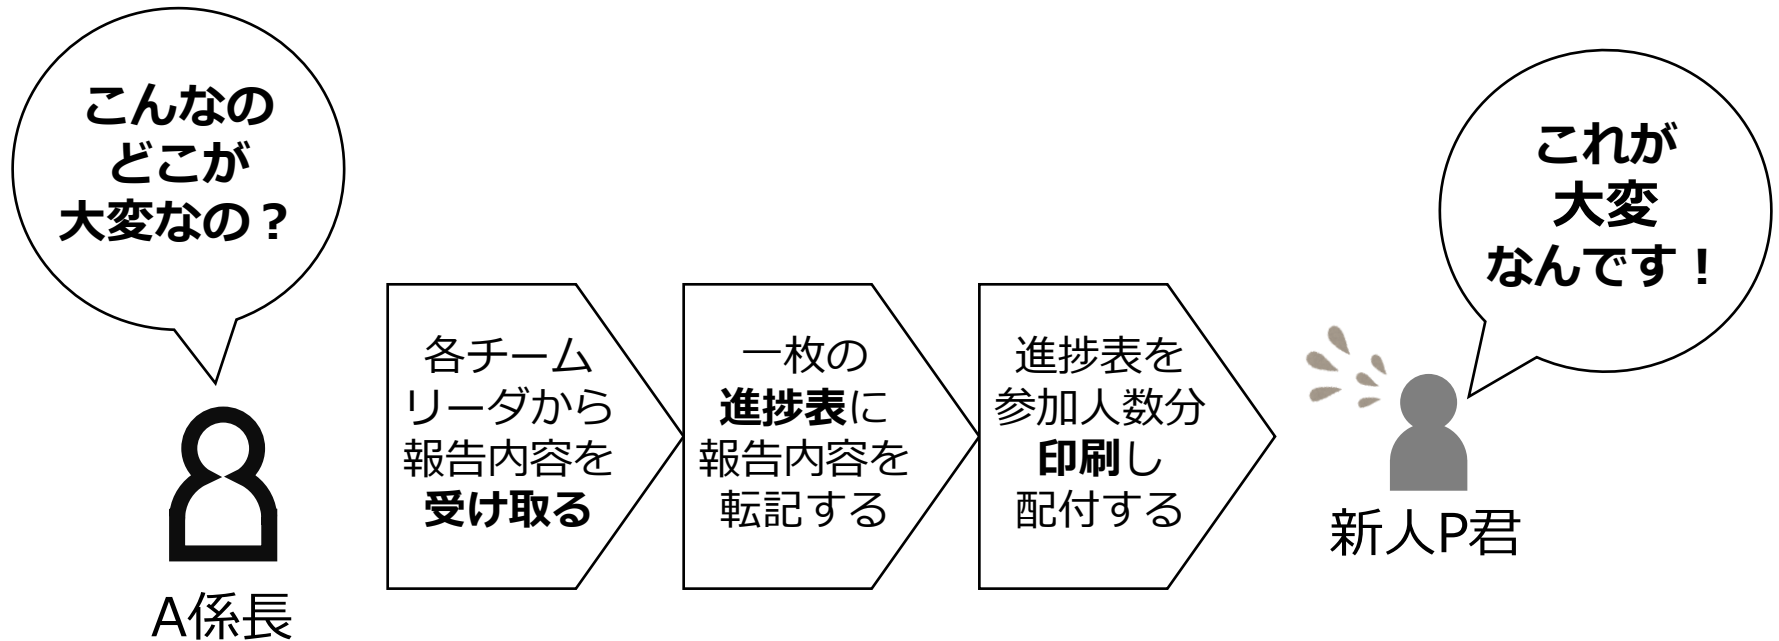 こんなの
どこが
大変なの？
A係長
各チーム
リーダから
報告内容を
受け取る
一枚の
進捗表に
報告内容を
転記する
進捗表を
参加人数分
印刷し
配付する
これが
大変
なんです！
新人P君